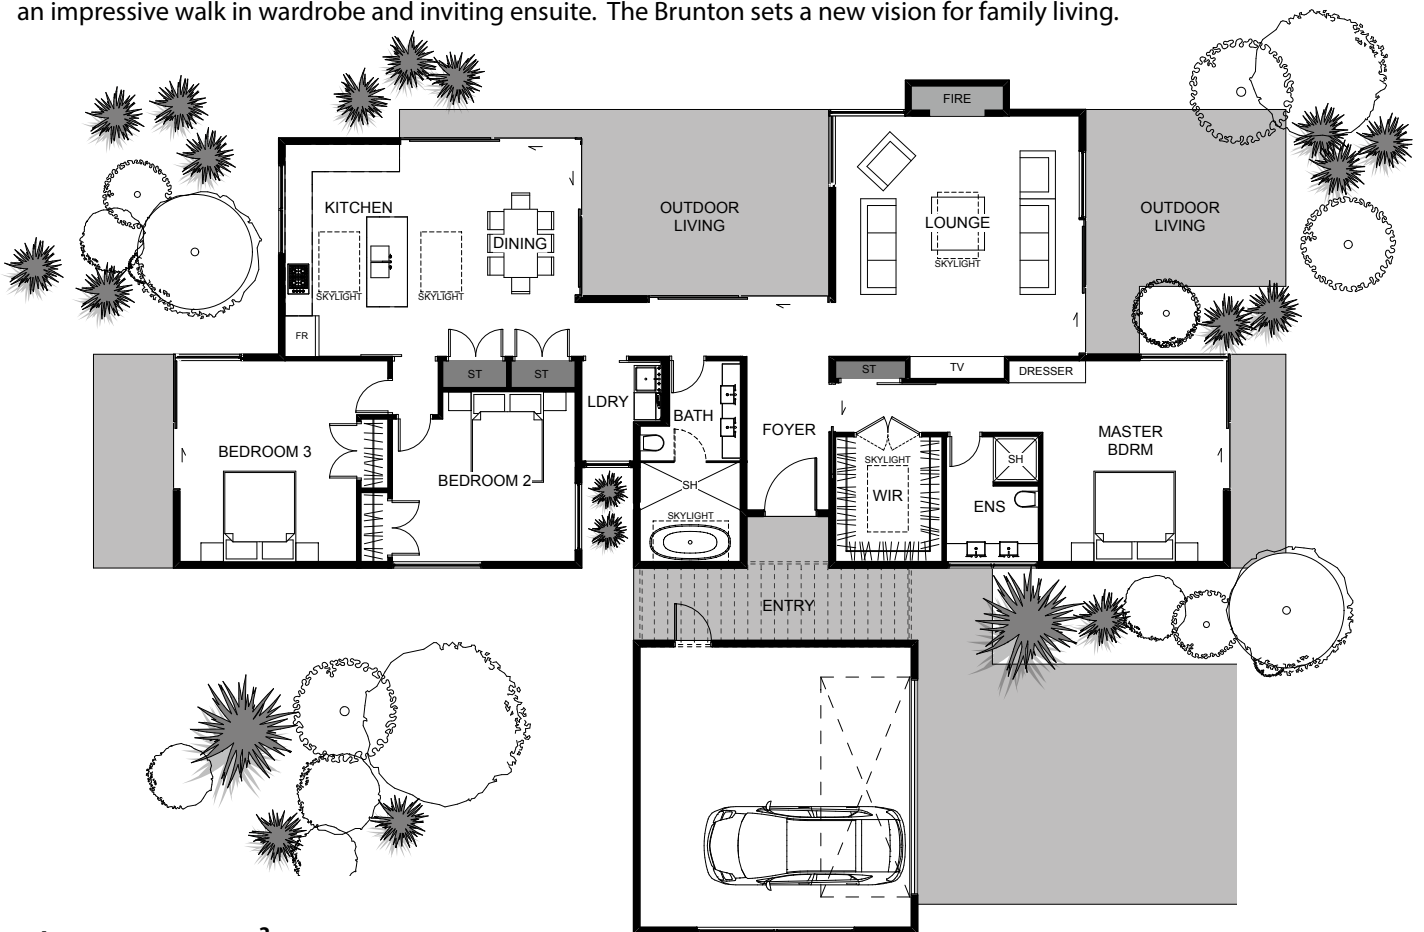 an impressive walk in wardrobe and inviting ensuite. The Brunton sets a new vision for family living.
FIRE
KITCHEN
OUTDOOR
LIVING
LOUNGE
SKYLIGHT
OUTDOOR
LIVING
DINING
SKYLIGHT
SKYLIGHT
FR
ST
ST
ST
TV
DRESSER
LDRY
BATH
FOYER
MASTER
BDRM
BEDROOM 3
BEDROOM 2
SH
SKYLIGHT
SKYLIGHT
WIR
SH
ENS
ENTRY
2